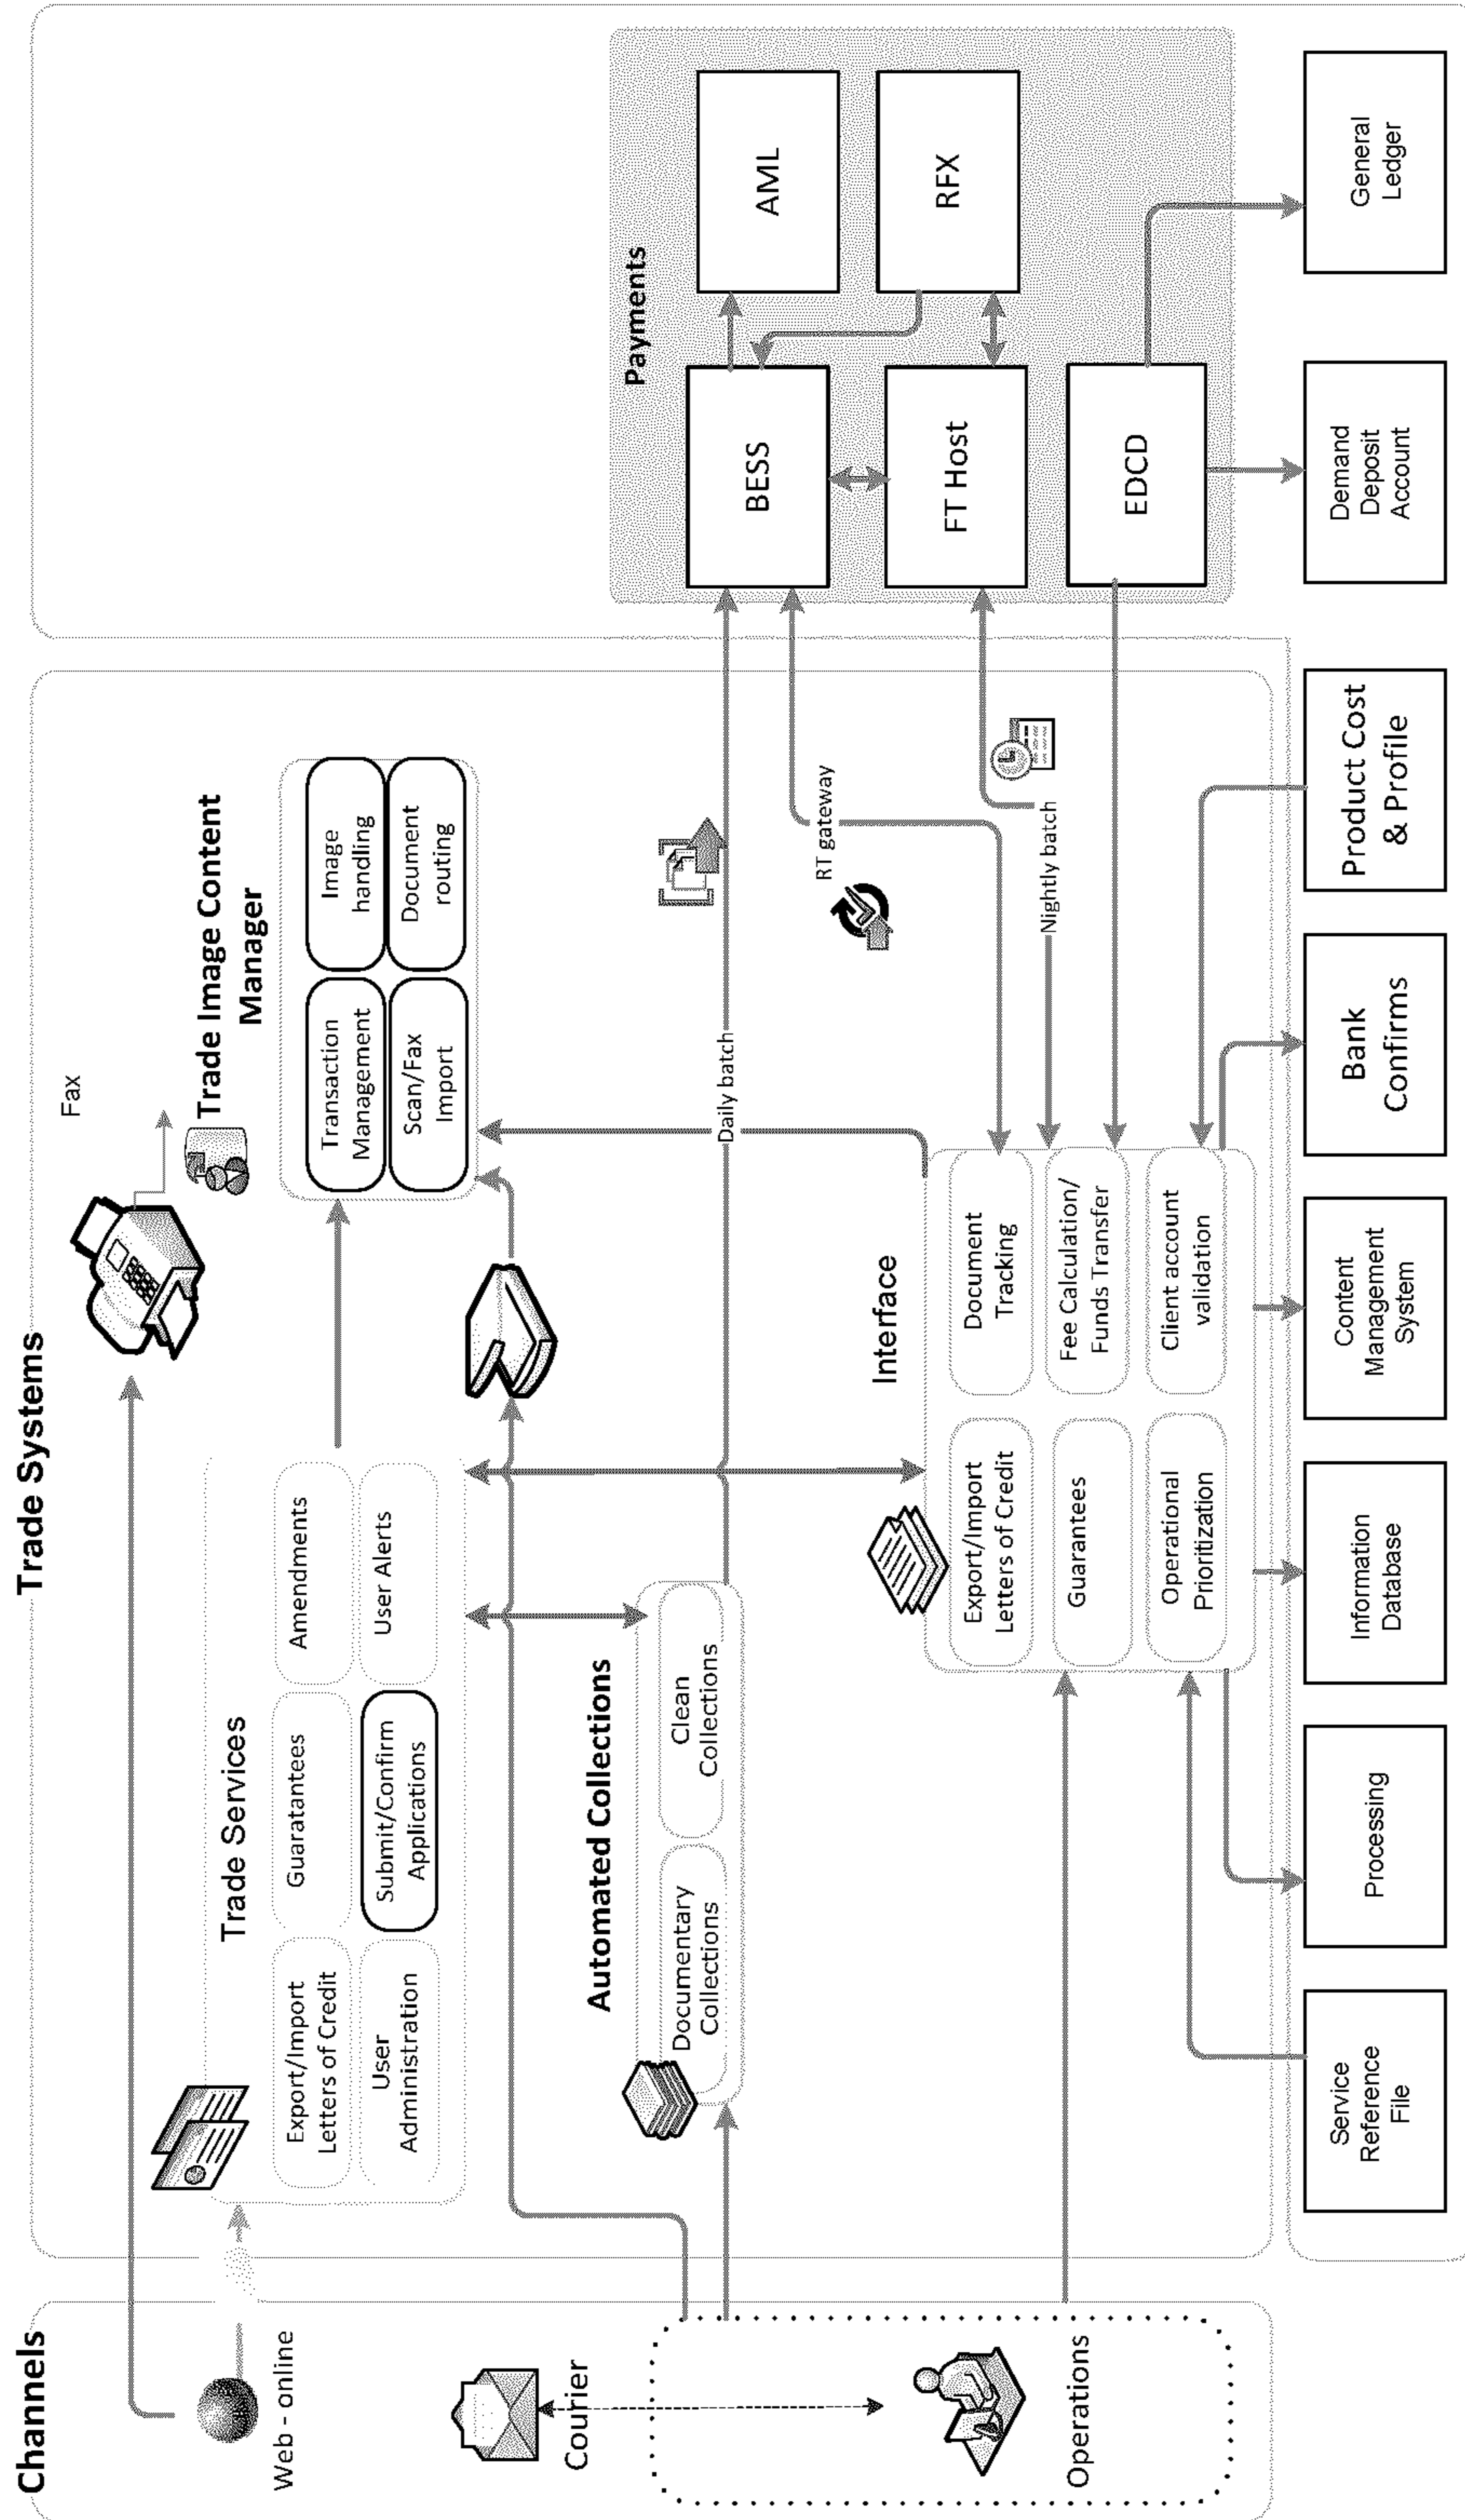 Channels
Web - online
Courier
Operations
Trade Systems
Fax
Trade Services
Export/Import
Letters of Credit
Guaratantees
Amendments
User
Administration
Submit/Confirm
Applications
User Alerts
Trade Image Content
Manager
Transaction
Management
Image
handling
Scan/Fax
Import
Document
routing
Automated Collections
Documentary
Collections
Clean
Collections
Daily batch
RT gateway
Nightly batch
Interface
Export/Import
Letters of Credit
Document
Tracking
Guarantees
Fee Calculation/
Funds Transfer
Operational
Prioritization
Client account
validation
Payments
BESS
AML
FT Host
RFX
EDCD
Service
Reference
File
Processing
Information
Database
Content
Management
System
Bank
Confirms
Product Cost
& Profile
Demand
Deposit
Account
General
Ledger